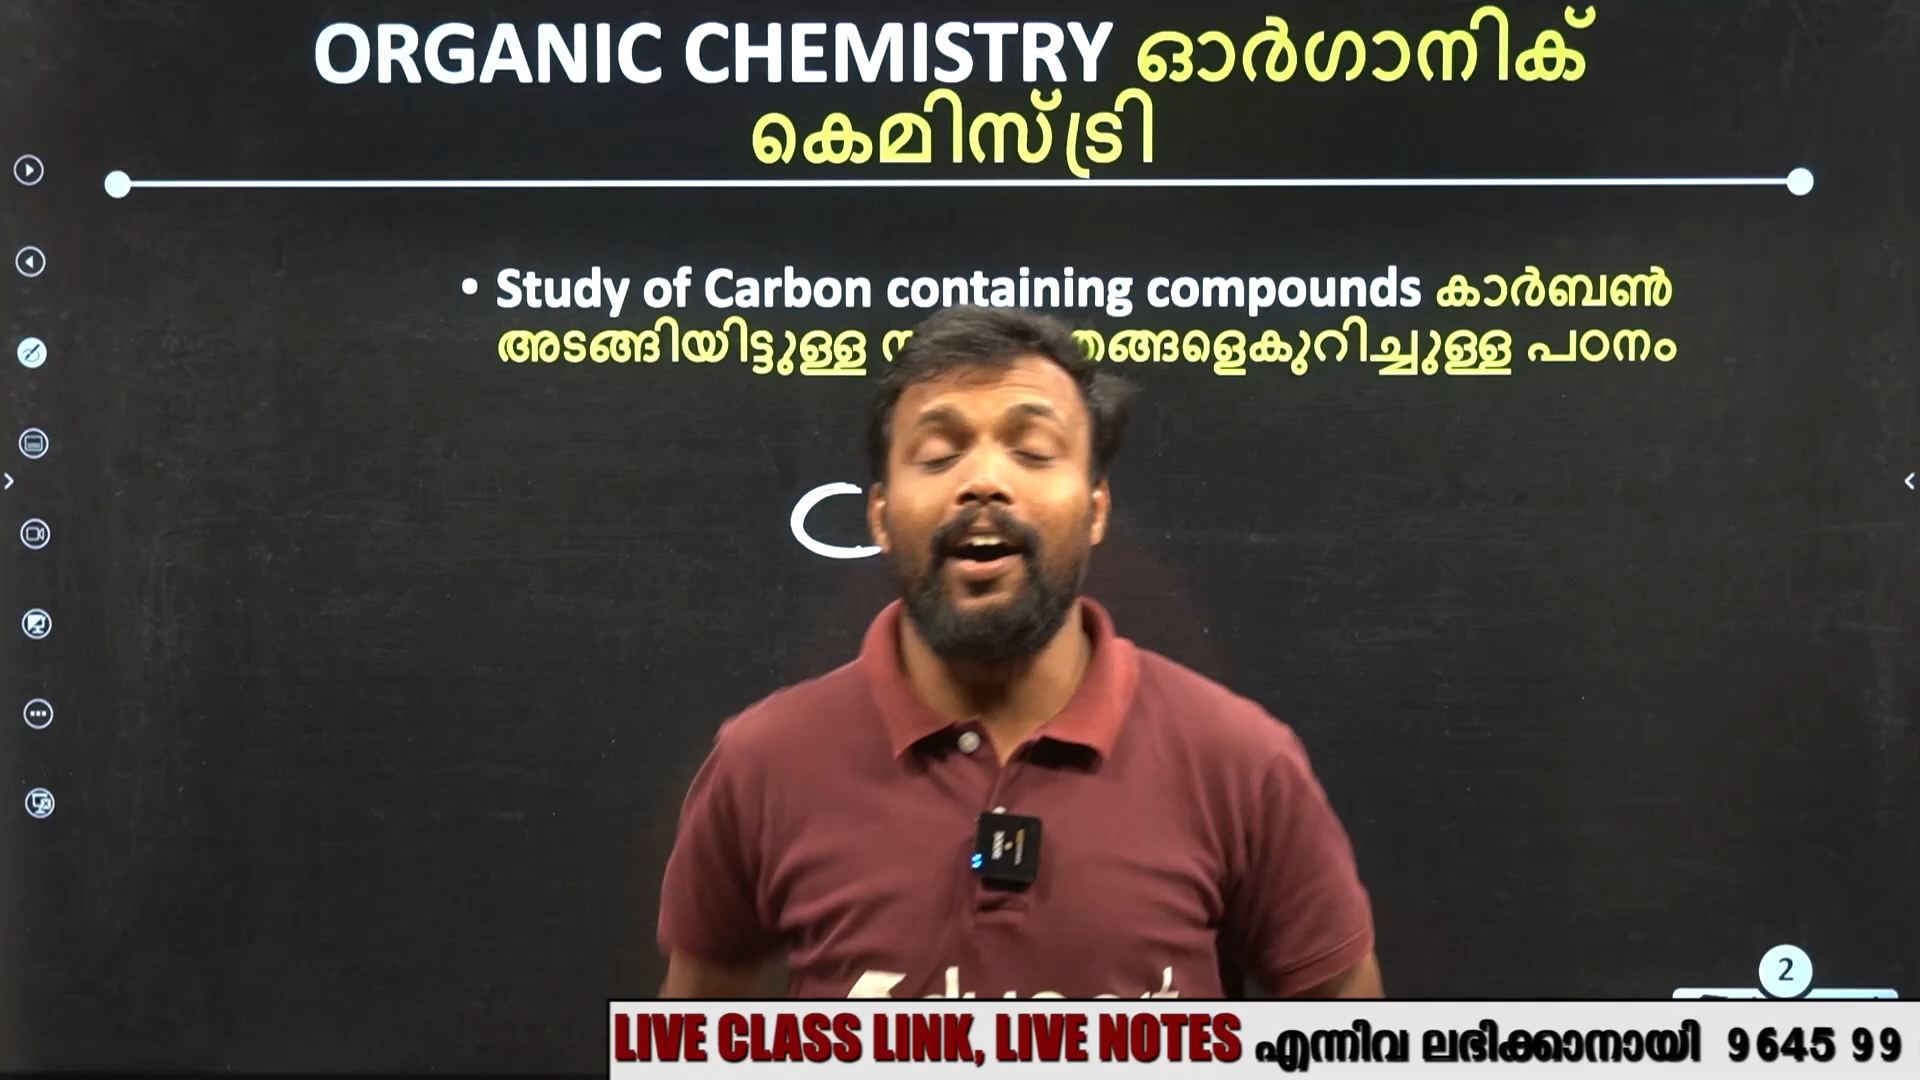 ORGANIC CHEMISTRY ഓർഗാനിക്
കെമിസ്ട്രി
• Study of Carbon containing compounds കാർബൺ
അടങ്ങിയിട്ടുള്ള പഠനം
C
2
LIVE CLASS LINK, LIVE NOTES എന്നിവ ലഭിക്കാനായി 9645 99